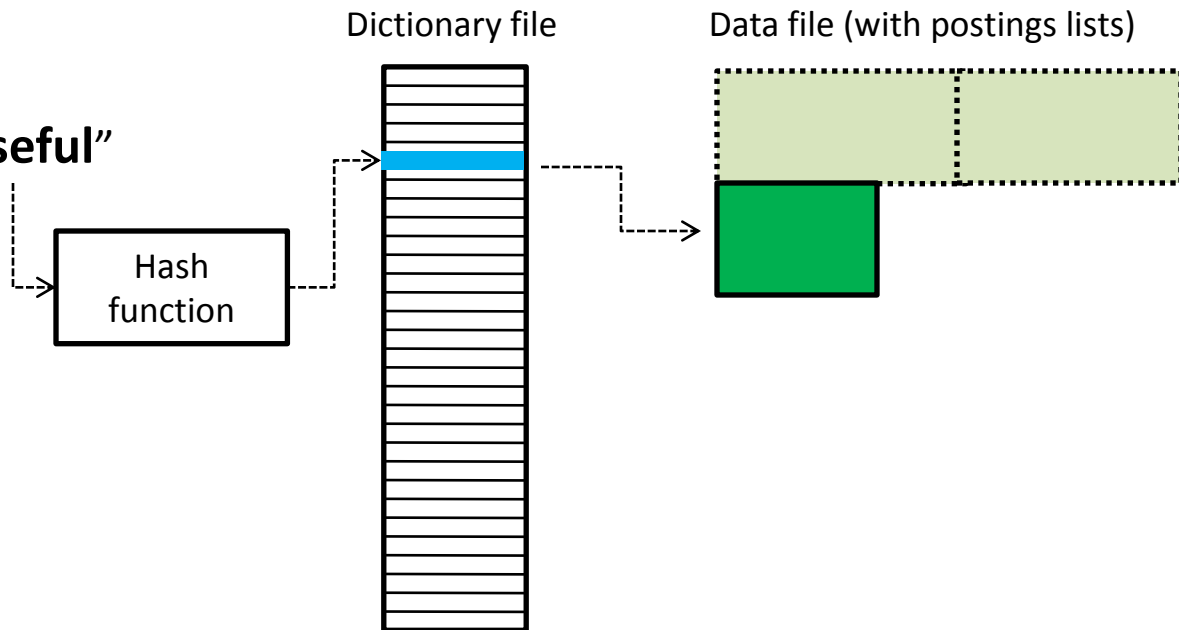 Dictionary file
Data file (with postings lists)
seful”
Hash
function